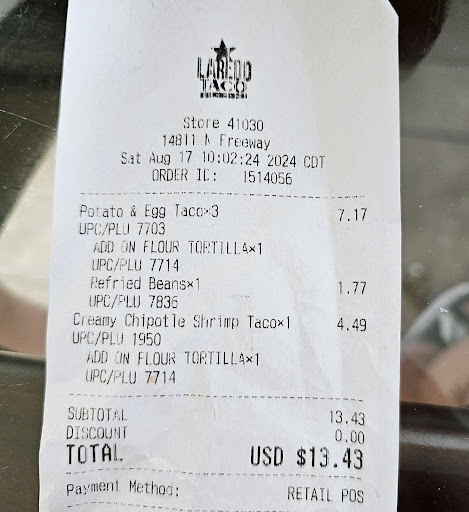 LAREDO
TACO
Store 41030
14811 N Freeway
Sat Aug 17 10:02:24 2024 CDT
ORDER ID: 1514056
Potato & Egg Taco×3 7.17
UPC/PLU 7703
ADD ON FLOUR TORTILLA×1
UPC/PLU 7714
Refried Beans×1 1.77
UPC/PLU 7836
Creamy Chipotle Shrimp Taco×1 4.49
UPC/PLU 1950
ADD ON FLOUR TORTILLA×1
UPC/PLU 7714
SUBTOTAL 13.43
DISCOUNT 0.00
TOTAL USD $13.43
Payment Method: RETAIL POS